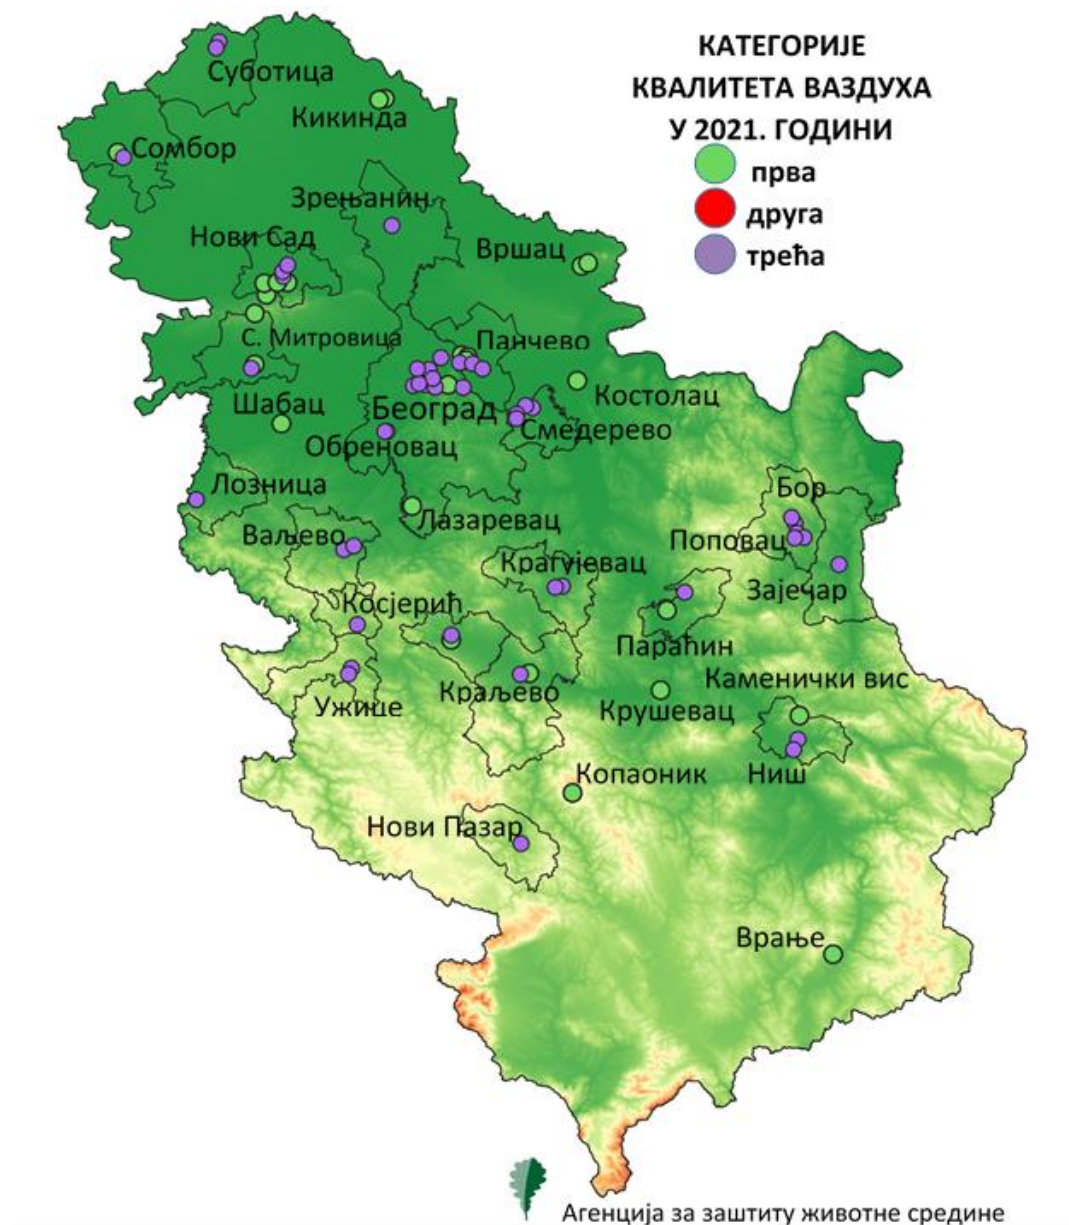 КАТЕГОРИЈЕ
КВАЛИТЕТА ВАЗДУХА
У 2021. ГОДИНИ
прва
друга
трећа
Суботица
Кикинда
Сомбор
Зрењанин
Нови Сад
Вршац
С. Митровица
Панчево
Шабац
Београд
Костолац
Смедерево
Обреновац
Лозница
Лазаревац
Бор
Ваљево
Поповац
Крагујевац
Зајечар
Косјерић
Параћин
Каменички вис
Краљево
Ужице
Крушевац
Копаоник
Ниш
Нови Пазар
Врање
Агенција за заштиту животне средине